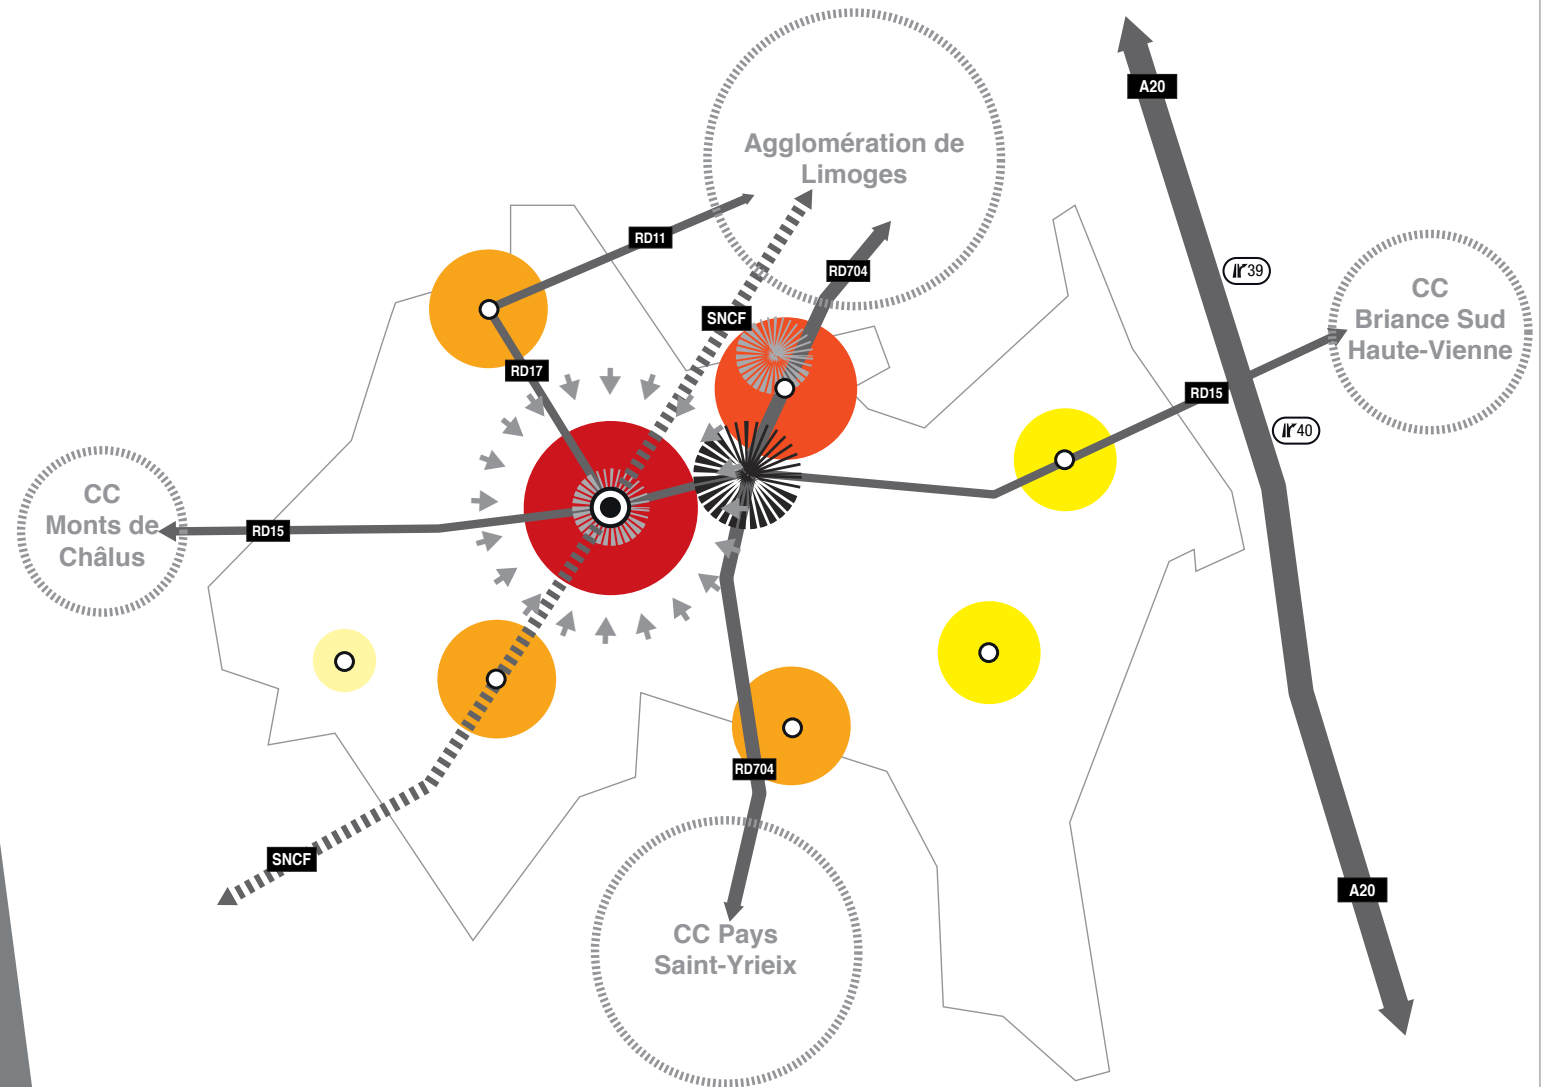 A20
Agglomération de
Limoges
RD11
RD704
39
SNCF
CC
Briance Sud
Haute-Vienne
RD17
RD15
40
CC
Monts de
Châlus
RD15
RD704
SNCF
A20
CC Pays
Saint-Yrieix